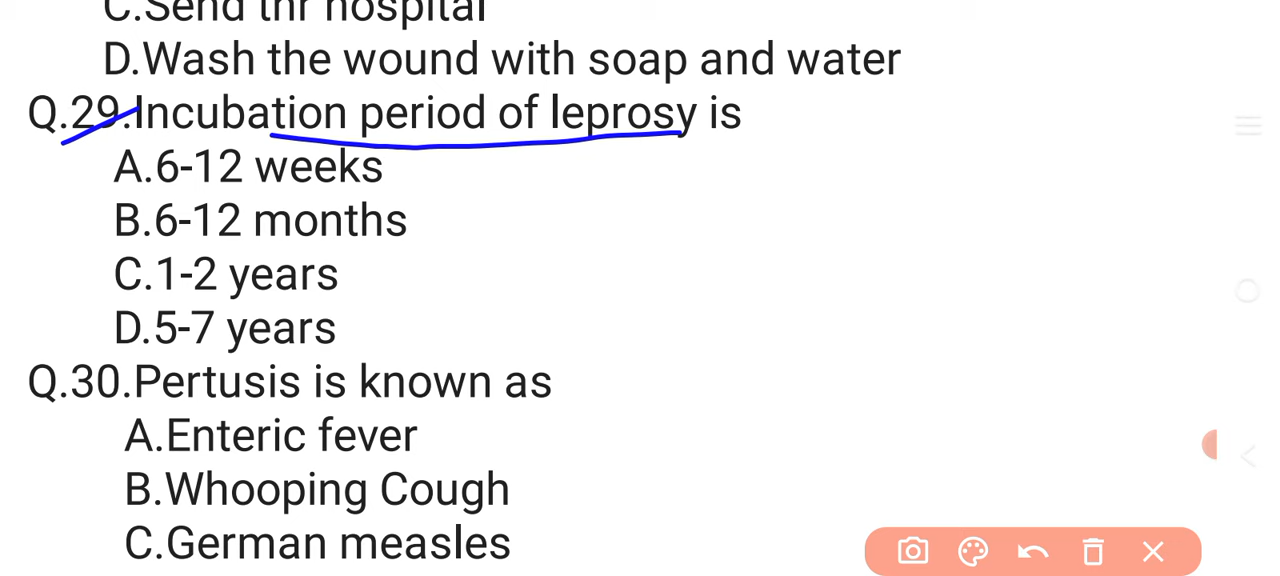 C.Send thr hospital
D.Wash the wound with soap and water
Q.29.Incubation period of leprosy is
A.6-12 weeks
B.6-12 months
C.1-2 years
D.5-7 years
Q.30.Pertusis is known as
A.Enteric fever
B.Whooping Cough
C.German measles